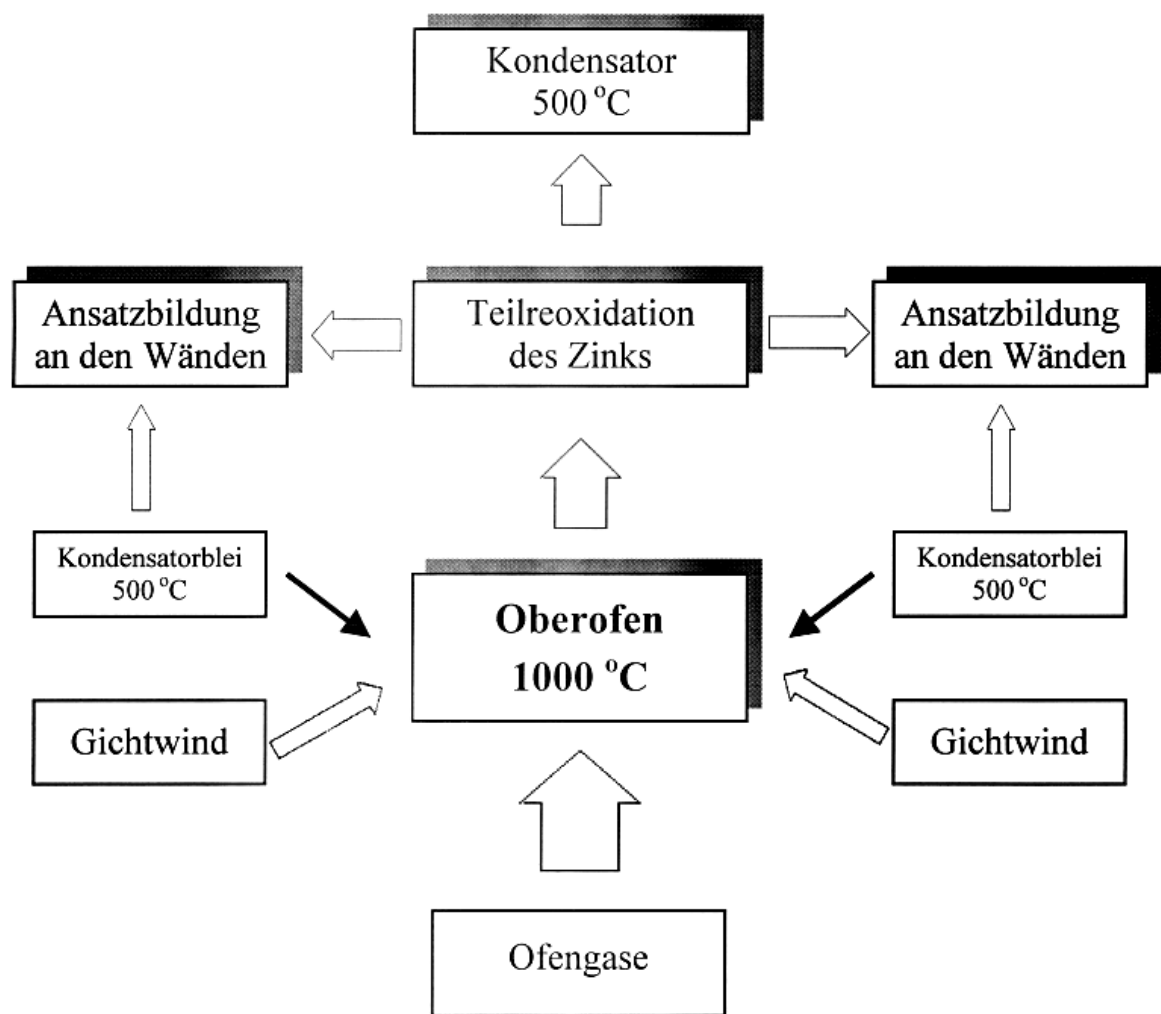 Kondensator
500 °C
Ansatzbildung
an den Wänden
Teilreoxidation
des Zinks
Ansatzbildung
an den Wänden
Kondensatorblei
500 °C
Oberofen
1000 °C
Kondensatorblei
500 °C
Gichtwind
Gichtwind
Ofengase